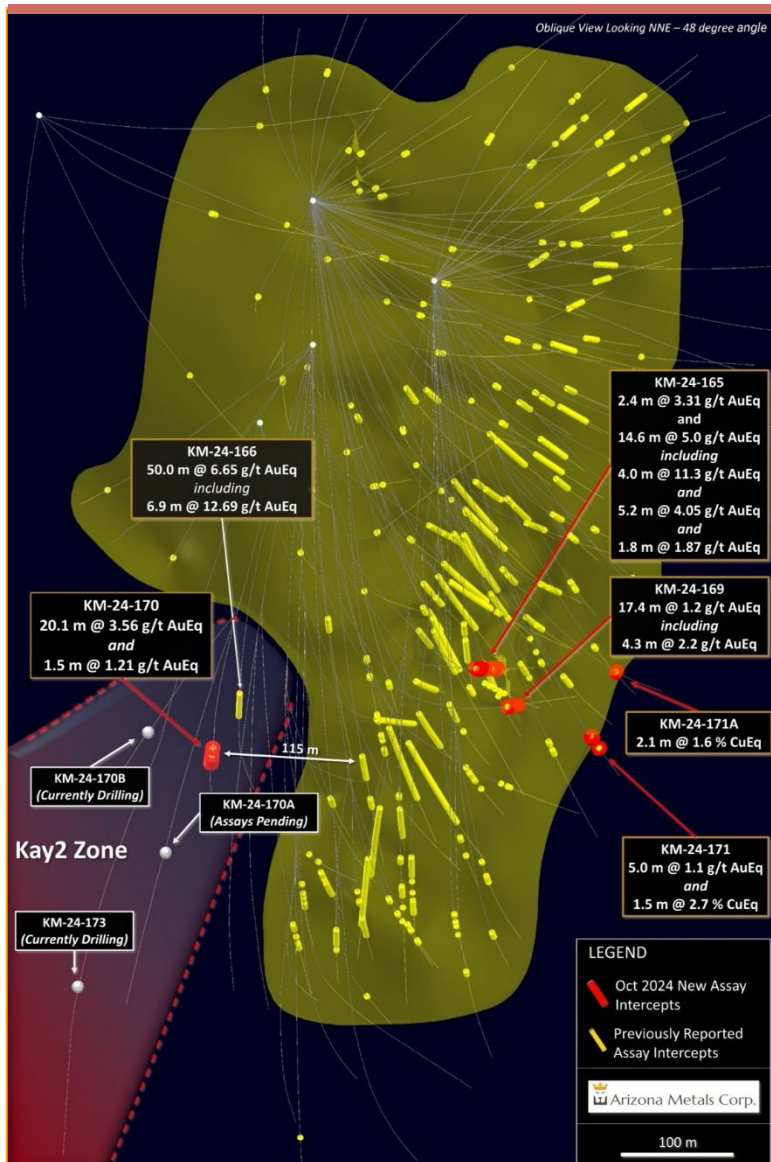 Oblique View Looking NNE – 48 degree angle
KM-24-165
2.4 m @ 3.31 g/t AuEq
and
14.6 m @ 5.0 g/t AuEq
including
4.0 m @ 11.3 g/t AuEq
and
5.2 m @ 4.05 g/t AuEq
and
1.8 m @ 1.87 g/t AuEq
KM-24-166
50.0 m @ 6.65 g/t AuEq
including
6.9 m @ 12.69 g/t AuEq
KM-24-169
17.4 m @ 1.2 g/t AuEq
including
4.3 m @ 2.2 g/t AuEq
KM-24-170
20.1 m @ 3.56 g/t AuEq
and
1.5 m @ 1.21 g/t AuEq
KM-24-171A
2.1 m @ 1.6 % CuEq
115 m
KM-24-170B
(Currently Drilling)
KM-24-170A
(Assays Pending)
Kay2 Zone
KM-24-171
5.0 m @ 1.1 g/t AuEq
and
1.5 m @ 2.7 % CuEq
KM-24-173
(Currently Drilling)
LEGEND
Oct 2024 New Assay
Intercepts
Previously Reported
Assay Intercepts
Arizona Metals Corp.
100 m